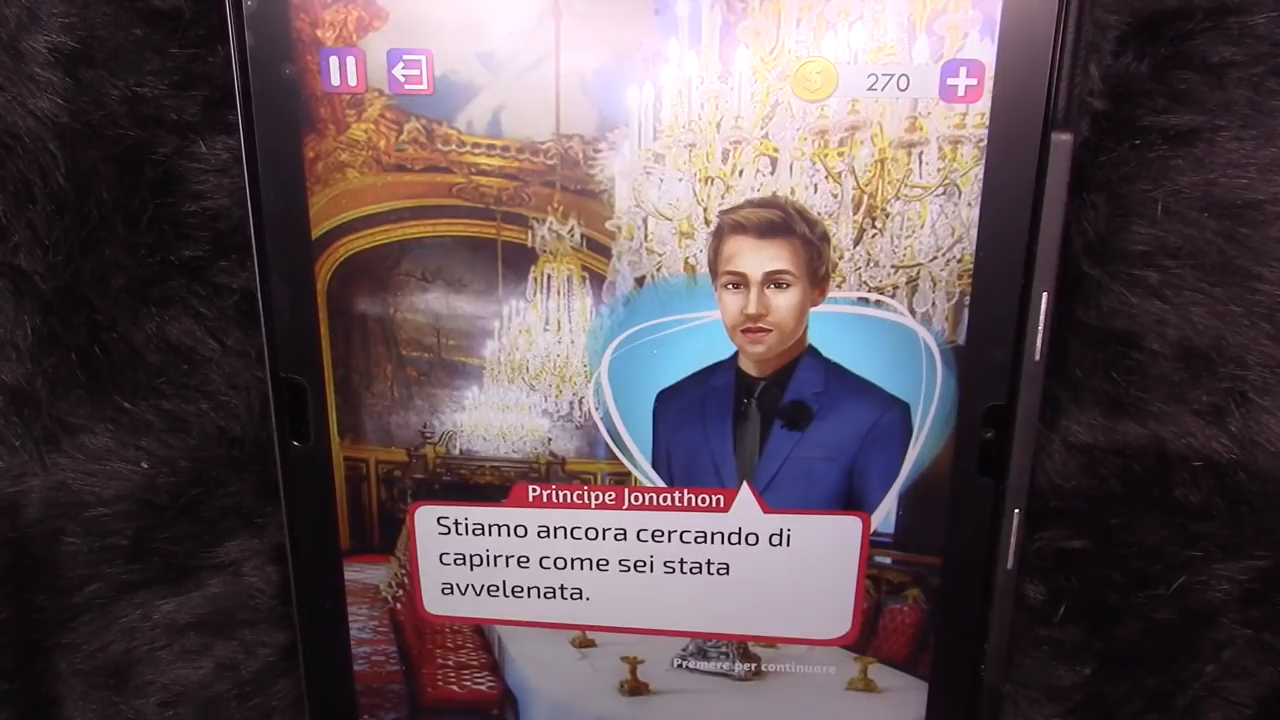 270
Principe Jonathon
Stiamo ancora cercando di
capirre come sei stata
avvelenata.
Premere per continuare